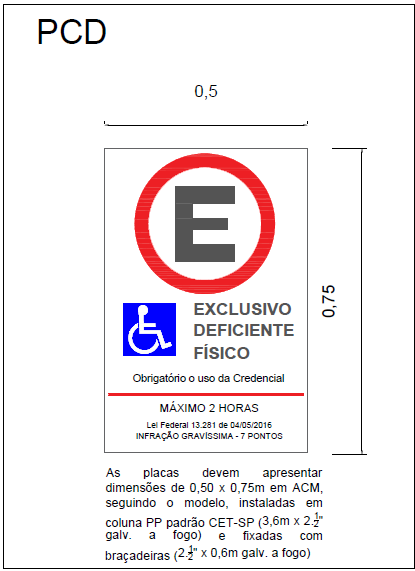 PCD
0,5
E
EXCLUSIVO
DEFICIENTE
FÍSICO
Obrigatório o uso da Credencial
MÁXIMO 2 HORAS
Lei Federal 13.281 de 04/05/2016
INFRAÇÃO GRAVÍSSIMA - 7 PONTOS
0,75
As placas devem apresentar
dimensões de 0,50 x 0,75m em ACM,
seguindo o modelo, instaladas em
coluna PP padrão CET-SP (3,6m x 2.½"
galv. a fogo) e fixadas com
braçadeiras (2.½" x 0,6m galv. a fogo)